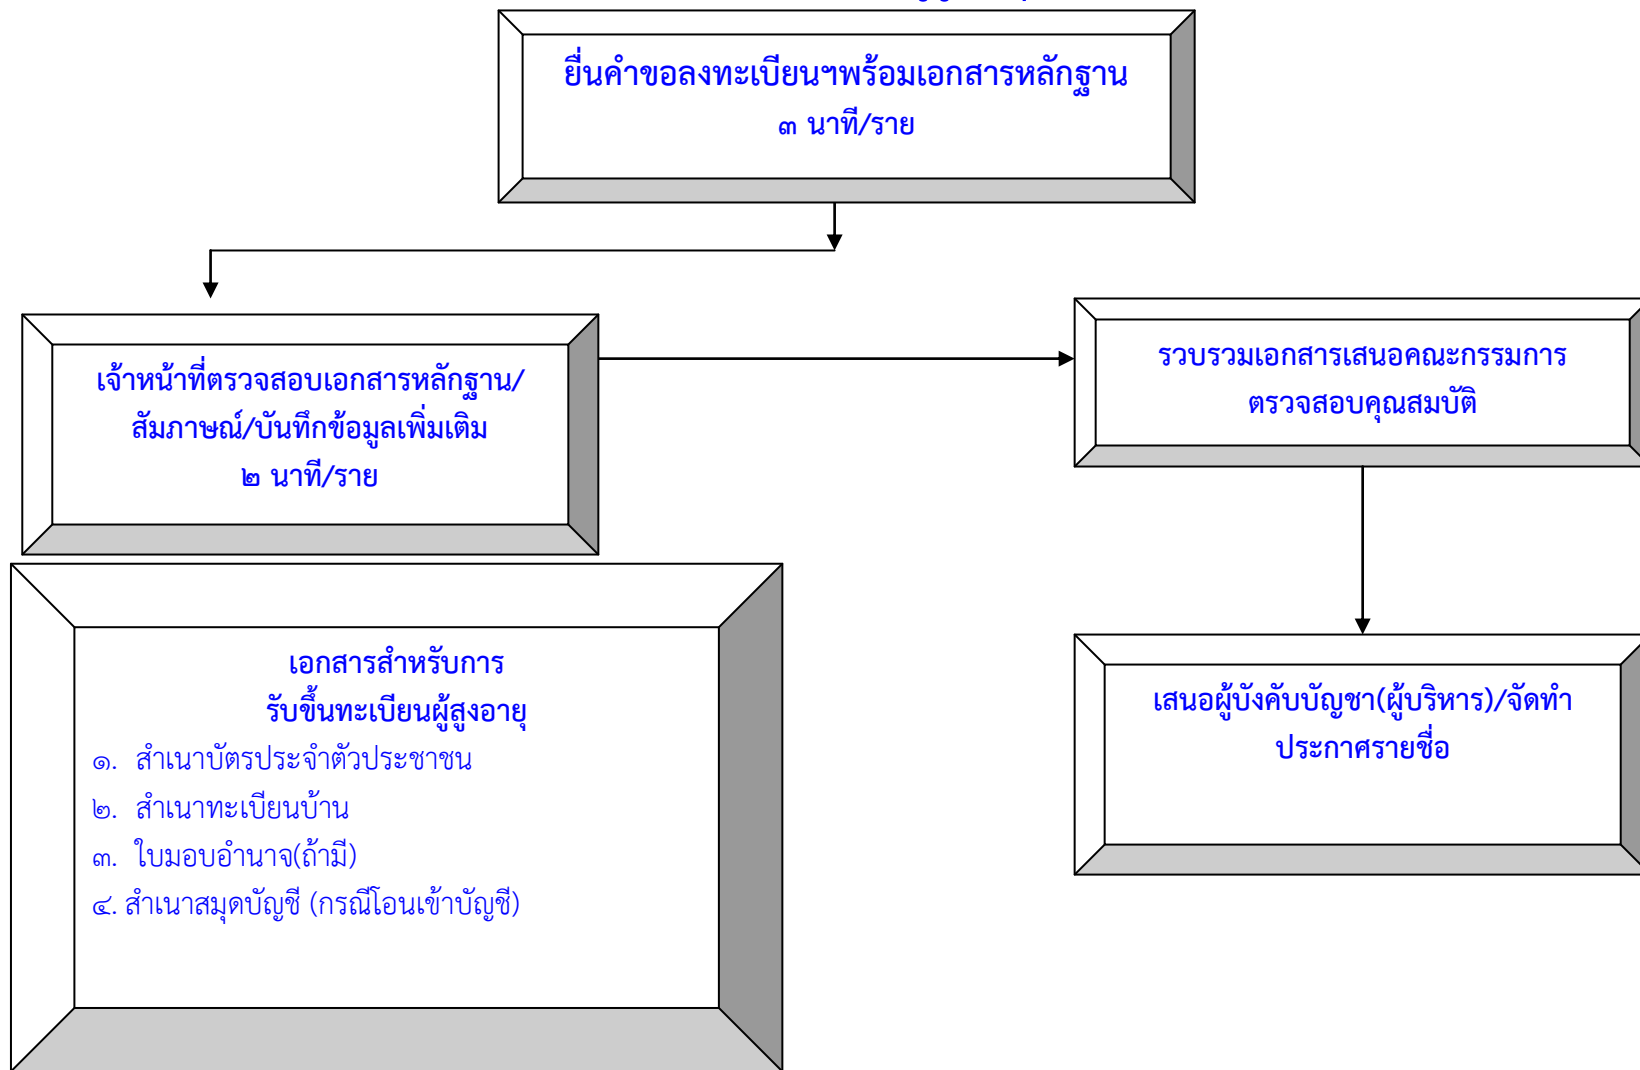 ยื่นคำขอลงทะเบียนฯพร้อมเอกสารหลักฐาน
๓ นาที/ราย
เจ้าหน้าที่ตรวจสอบเอกสารหลักฐาน/
สัมภาษณ์/บันทึกข้อมูลเพิ่มเติม
๒ นาที/ราย
รวบรวมเอกสารเสนอคณะกรรมการ
ตรวจสอบคุณสมบัติ
เอกสารสำหรับการ
รับขึ้นทะเบียนผู้สูงอายุ
๑. สำเนาบัตรประจำตัวประชาชน
๒. สำเนาทะเบียนบ้าน
๓. ใบมอบอำนาจ(ถ้ามี)
๔. สำเนาสมุดบัญชี (กรณีโอนเข้าบัญชี)
เสนอผู้บังคับบัญชา(ผู้บริหาร)/จัดทำ
ประกาศรายชื่อ